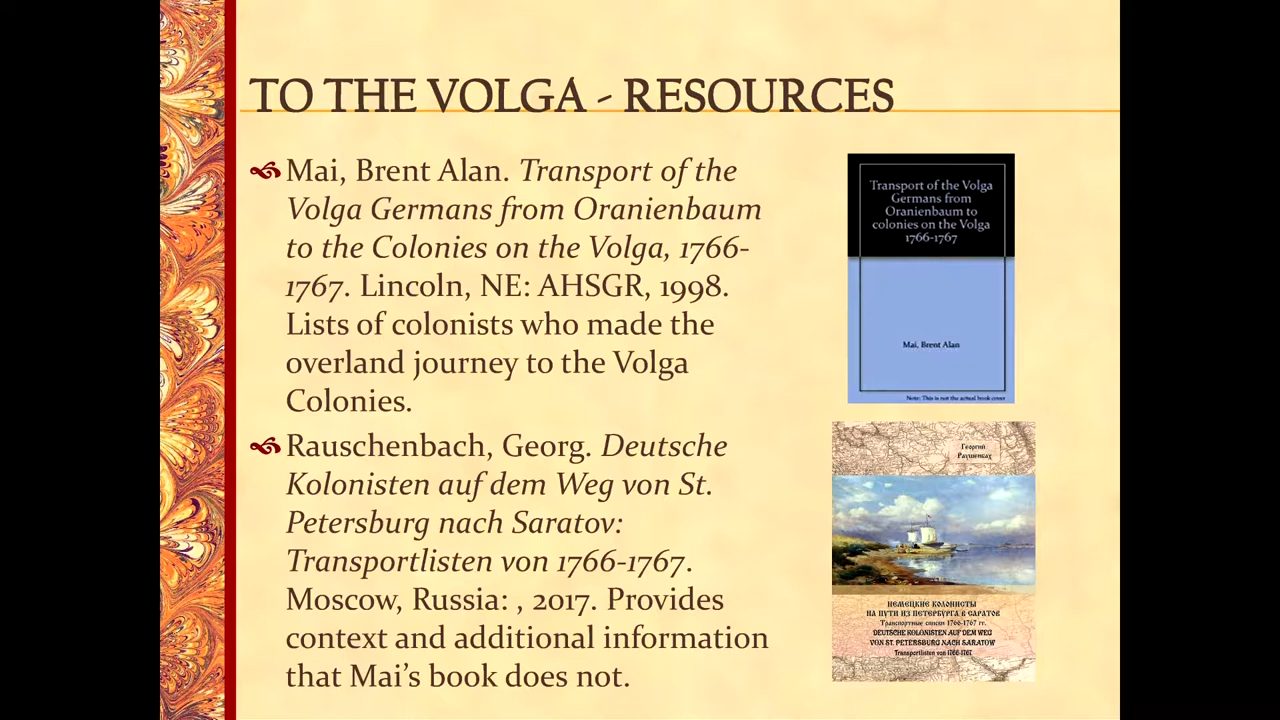 TO THE VOLGA - RESOURCES
Mai, Brent Alan. Transport of the
Volga Germans from Oranienbaum
to the Colonies on the Volga, 1766-
1767. Lincoln, NE: AHSGR, 1998.
Lists of colonists who made the
overland journey to the Volga
Colonies.
Rauschenbach, Georg. Deutsche
Kolonisten auf dem Weg von St.
Petersburg nach Saratov:
Transportlisten von 1766-1767.
Moscow, Russia: , 2017. Provides
context and additional information
that Mai’s book does not.
Transport of the Volga
Germans from
Oranienbaum to
colonies on the Volga
1766-1767
Mai, Brent Alan
Note: This is not the actual book cover
Георгий
Раушенбах
НЕМЕЦКИЕ КОЛОНИСТЫ
НА ПУТИ ИЗ ПЕТЕРБУРГА В САРАТОВ
Транспортные списки 1766-1767 гг.
DEUTSCHE KOLONISTEN AUF DEM WEG
VON ST. PETERSBURG NACH SARATOW
Transportlisten von 1766-1767